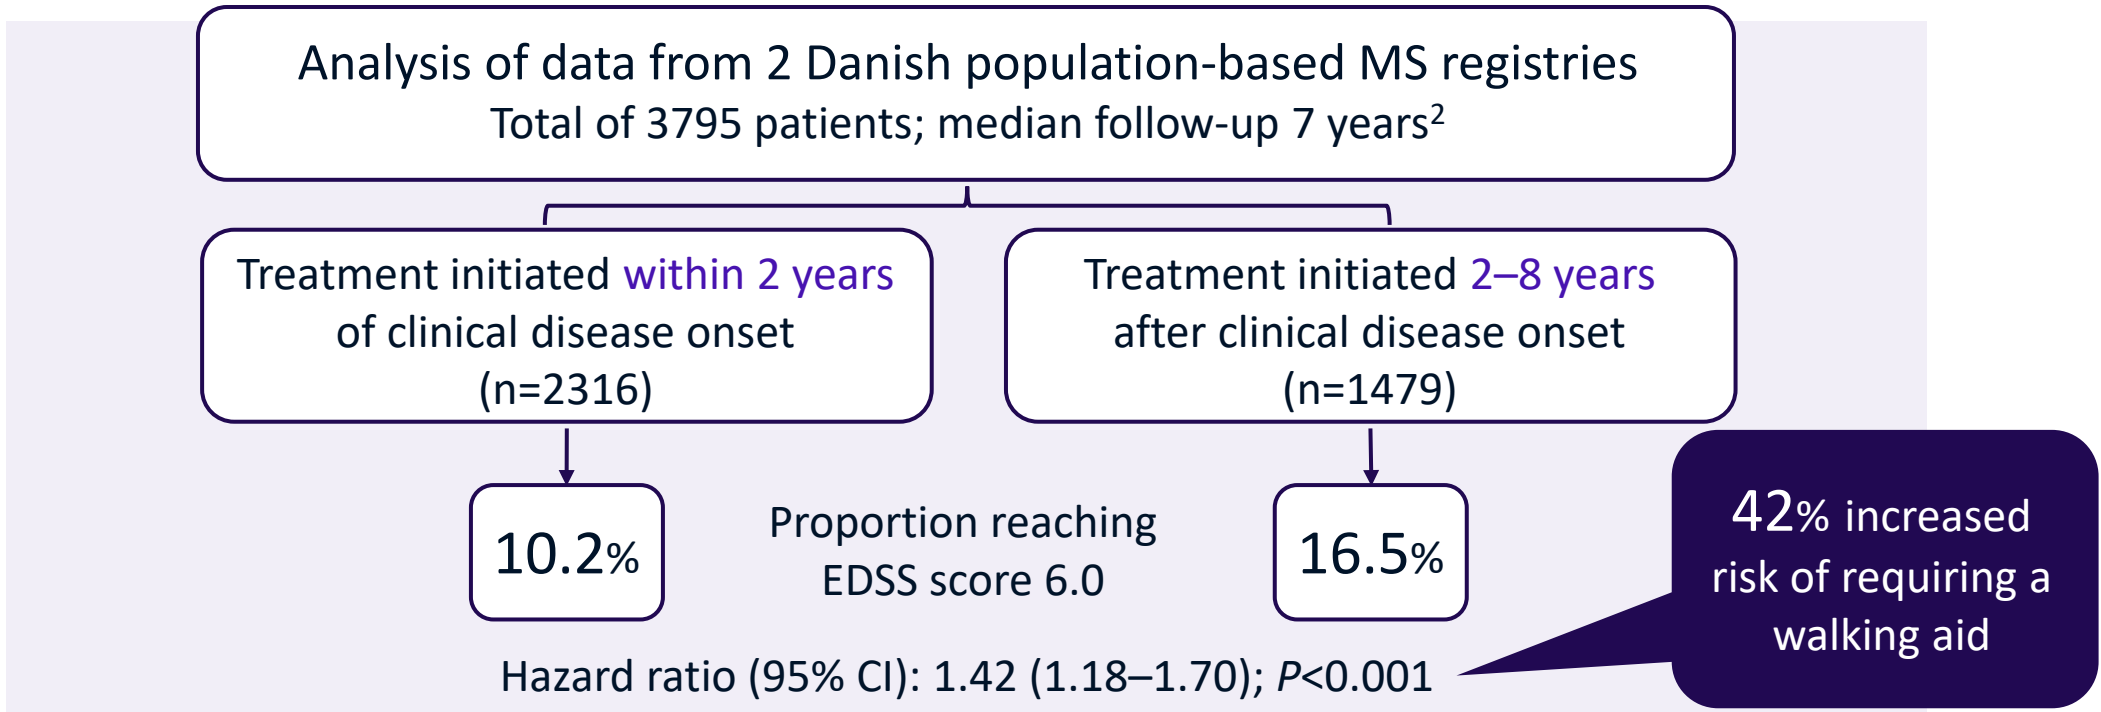 Analysis of data from 2 Danish population-based MS registries
Total of 3795 patients; median follow-up 7 years²
Treatment initiated within 2 years
of clinical disease onset
(n=2316)
Treatment initiated 2–8 years
after clinical disease onset
(n=1479)
10.2%
Proportion reaching
EDSS score 6.0
16.5%
42% increased
risk of requiring a
walking aid
Hazard ratio (95% CI): 1.42 (1.18–1.70); P<0.001